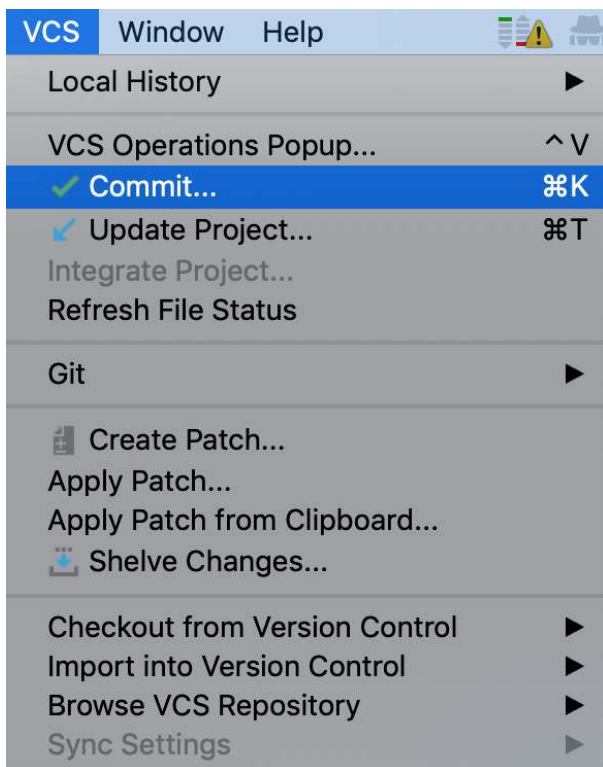 VCS Window Help
Local History
VCS Operations Popup... ^V
Commit... ⌘K
Update Project... ⌘T
Integrate Project...
Refresh File Status
Git
Create Patch...
Apply Patch...
Apply Patch from Clipboard...
Shelve Changes...
Checkout from Version Control
Import into Version Control
Browse VCS Repository
Sync Settings